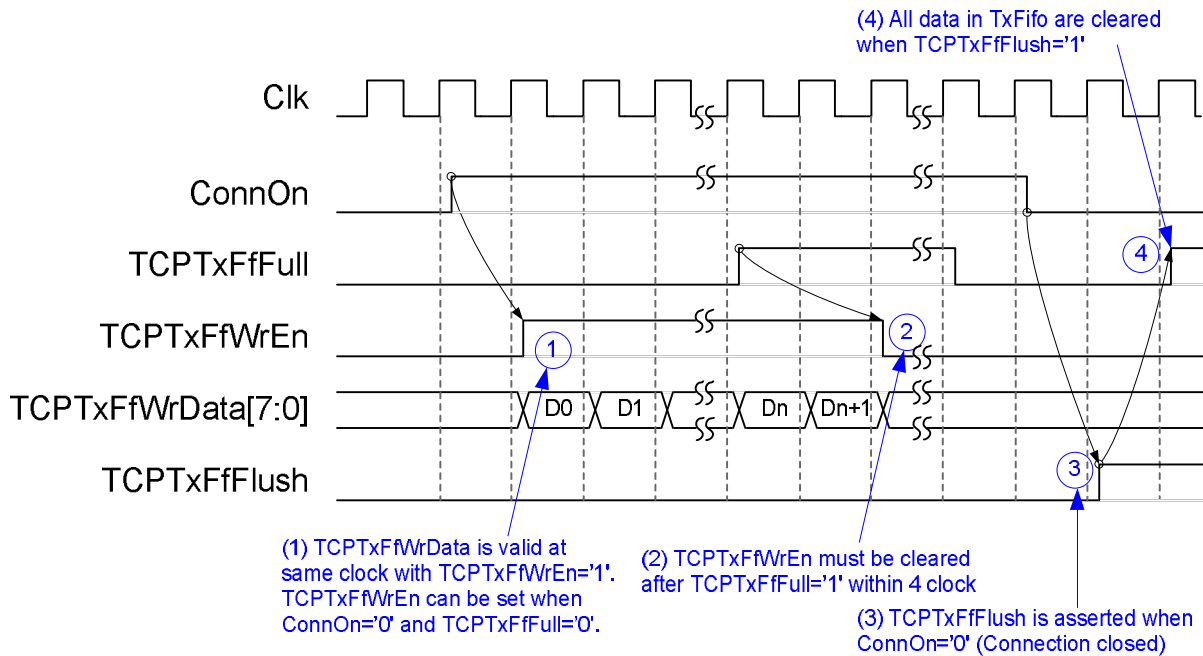 (4) All data in TxFifo are cleared
when TCPTxFfFlush='1'
Clk
ConnOn
TCPTxFfFull
4
TCPTxFfWrEn
1
2
TCPTxFfWrData[7:0]
D0 D1 Dn Dn+1
TCPTxFfFlush
3
(1) TCPTxFfWrData is valid at
same clock with TCPTxFfWrEn='1'.
TCPTxFfWrEn can be set when
ConnOn='0' and TCPTxFfFull='0'.
(2) TCPTxFfWrEn must be cleared
after TCPTxFfFull='1' within 4 clock
(3) TCPTxFfFlush is asserted when
ConnOn='0' (Connection closed)